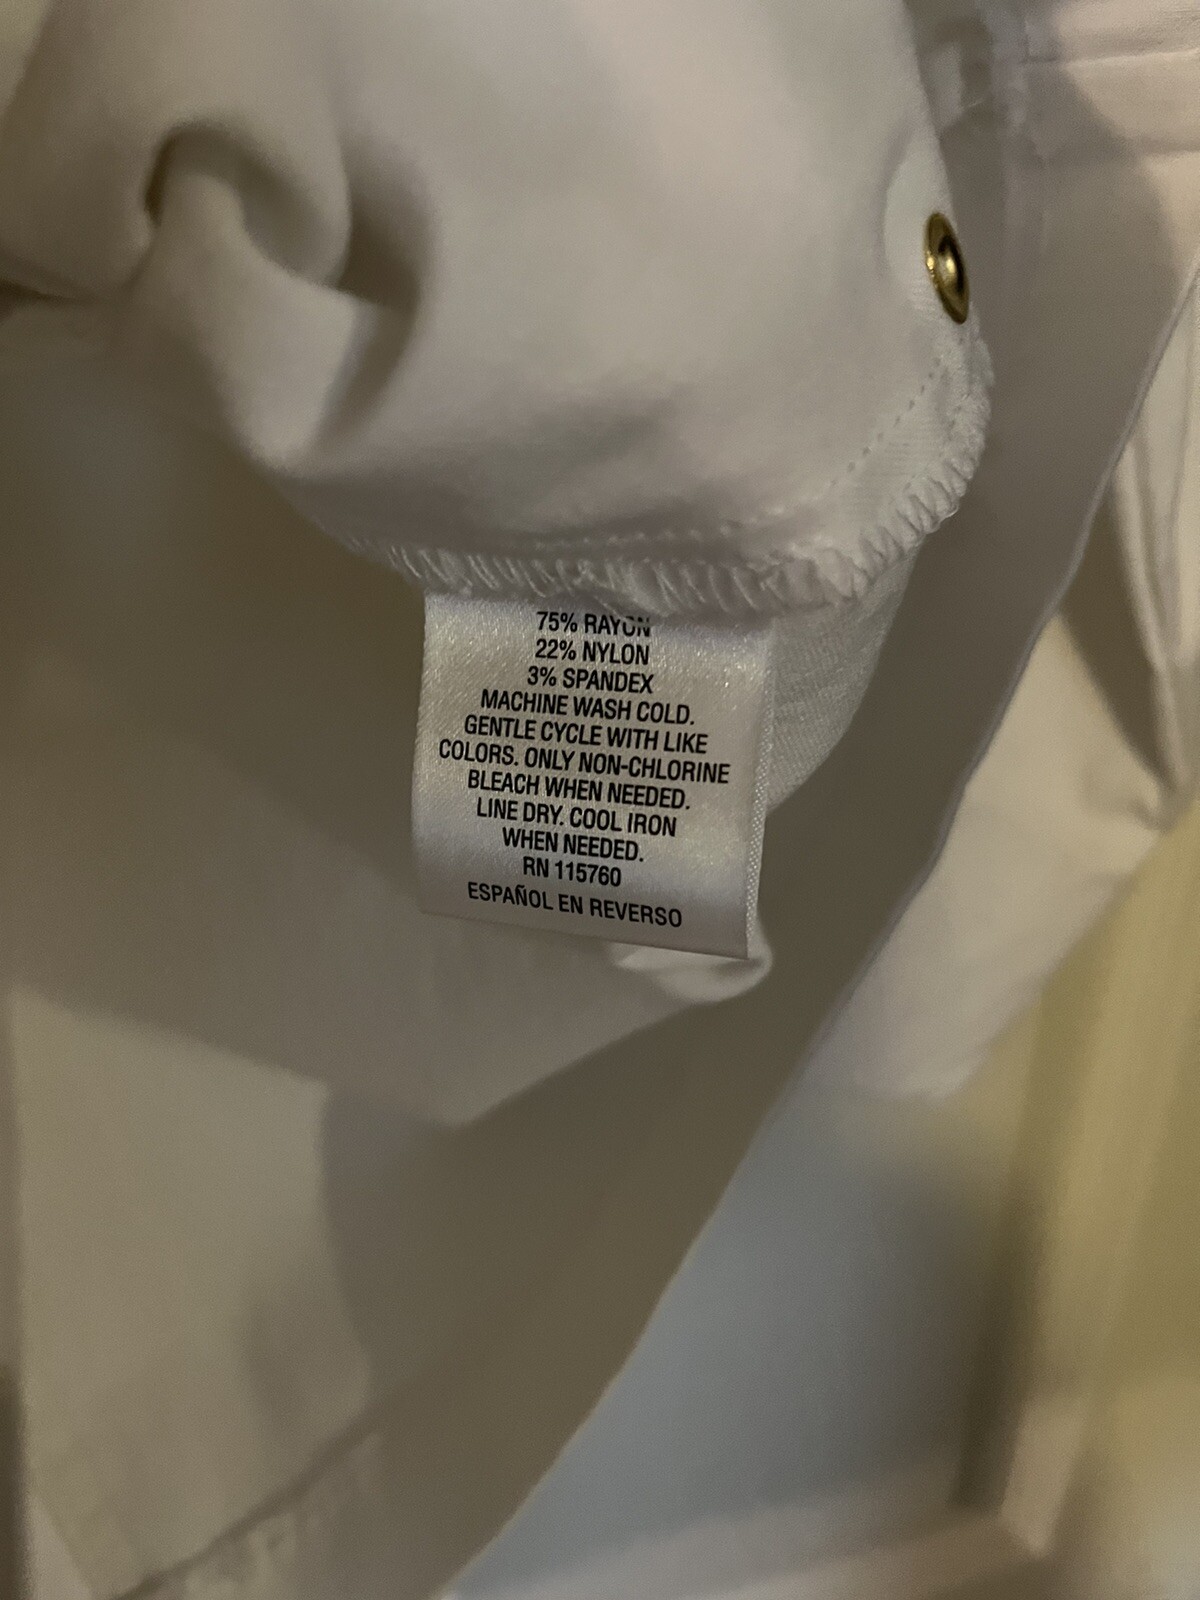 75% RAYON
22% NYLON
3% SPANDEX
MACHINE WASH COLD.
GENTLE CYCLE WITH LIKE
COLORS. ONLY NON-CHLORINE
BLEACH WHEN NEEDED.
LINE DRY. COOL IRON
WHEN NEEDED.
RN 115760
ESPAÑOL EN REVERSO